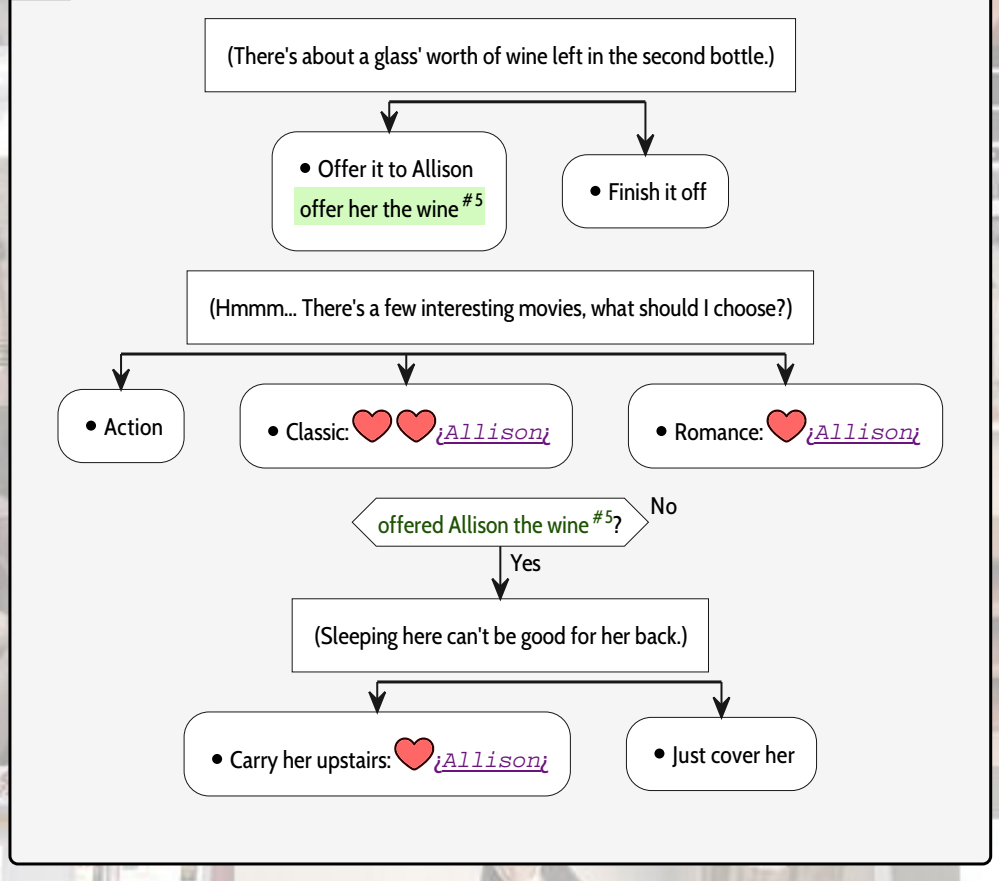 (There's about a glass' worth of wine left in the second bottle.)
• Offer it to Allison
offer her the wine #5
• Finish it off
(Hmmm... There's a few interesting movies, what should I choose?)
• Action
• Classic: ¿Allison¿
• Romance: ¿Allison¿
offered Allison the wine #5?
No
Yes
(Sleeping here can't be good for her back.)
• Carry her upstairs: ¿Allison¿
• Just cover her